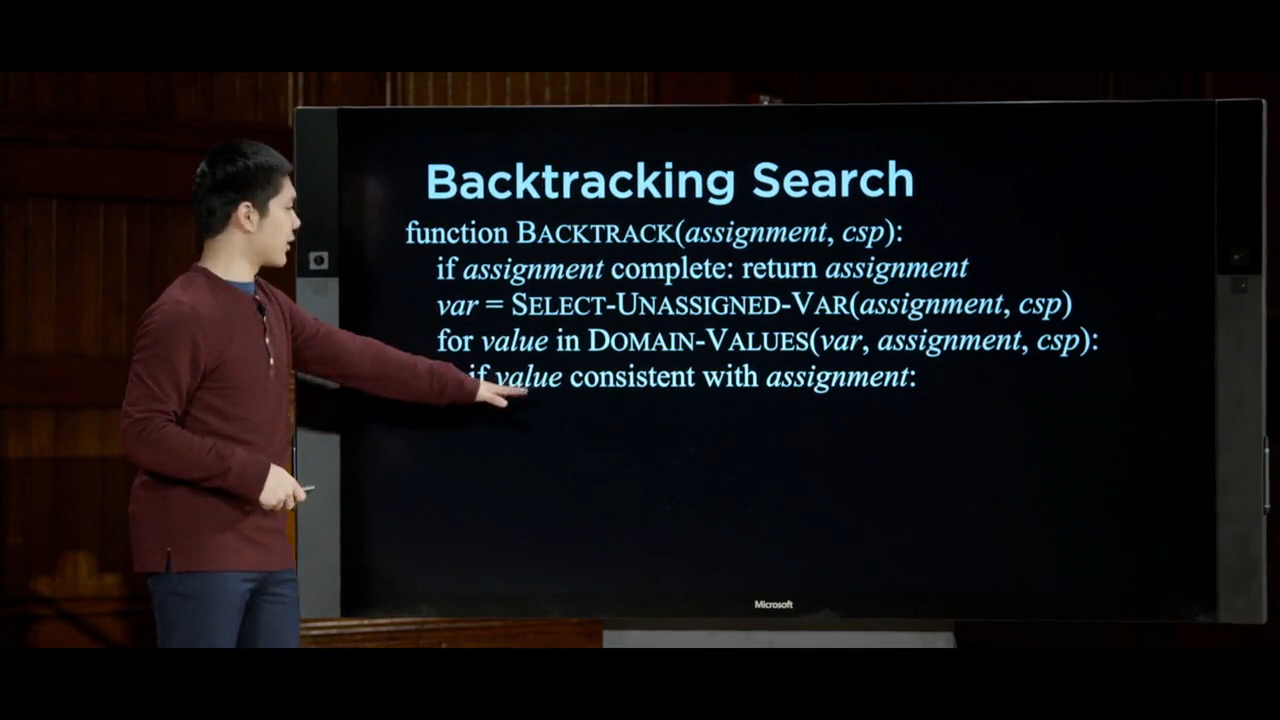 Backtracking Search
function BACKTRACK(assignment, csp):
if assignment complete: return assignment
var = SELECT-UNASSIGNED-VAR(assignment, csp)
for value in DOMAIN-VALUES(var, assignment, csp):
if value consistent with assignment:
Microsoft